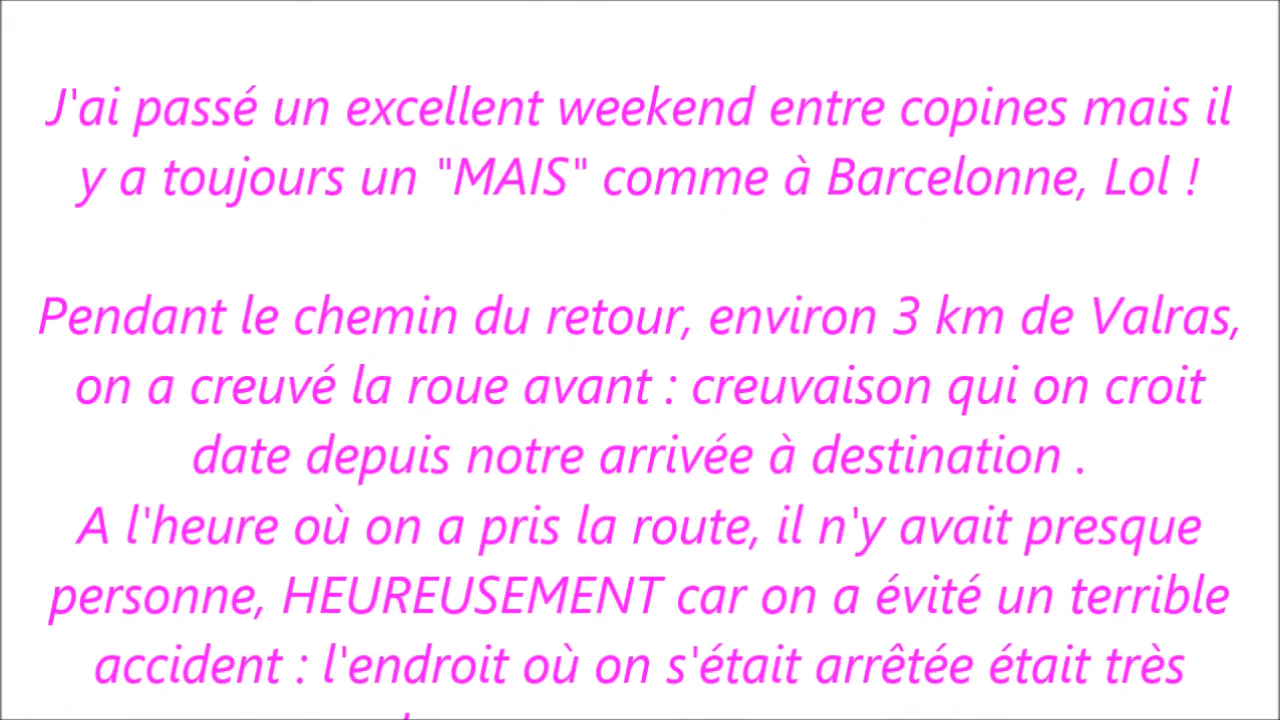 J'ai passé un excellent weekend entre copines mais il
y a toujours un "MAIS" comme à Barcelonne, Lol !
Pendant le chemin du retour, environ 3 km de Valras,
on a creuvé la roue avant : creuvaison qui on croit
date depuis notre arrivée à destination .
A l'heure où on a pris la route, il n'y avait presque
personne, HEUREUSEMENT car on a évité un terrible
accident : l'endroit où on s'était arrêtée était très